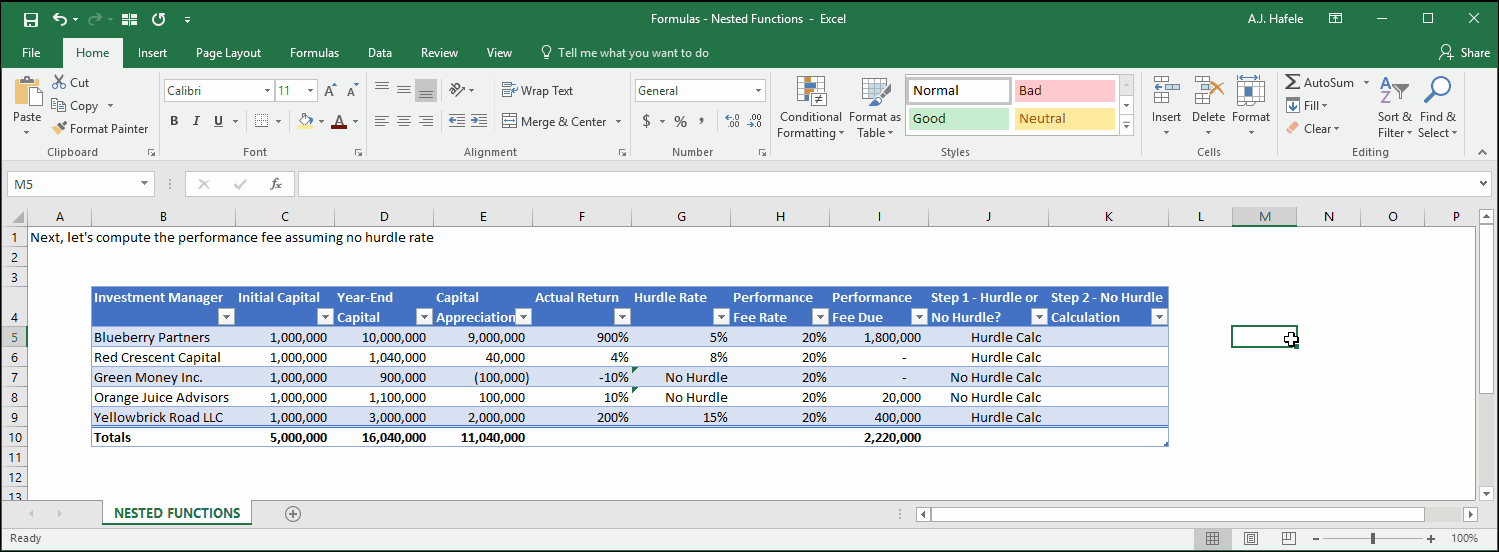 Formulas - Nested Functions - Excel
A.J. Hafele
File Home Insert Page Layout Formulas Data Review View Tell me what you want to do Share
Paste
Cut
Copy
Format Painter
Clipboard
Calibri 11
B I U A
Font
Wrap Text
Merge & Center
Alignment
General
$ % ,
Number
Conditional Formatting
Format as Table
Normal Bad
Good Neutral
Styles
Insert Delete Format
Cells
AutoSum
Fill
Clear
Sort & Filter
Find & Select
Editing
M5 fx
A B C D E F G H I J K L M N O P
1 Next, let's compute the performance fee assuming no hurdle rate
2
3
Investment Manager Initial Capital Year-End Capital Actual Return Hurdle Rate Performance Performance Step 1 - Hurdle or Step 2 - No Hurdle
4 Capital Appreciation Fee Rate Fee Due No Hurdle? Calculation
5 Blueberry Partners 1,000,000 10,000,000 9,000,000 900% 5% 20% 1,800,000 Hurdle Calc
6 Red Crescent Capital 1,000,000 1,040,000 40,000 4% 8% 20% - Hurdle Calc
7 Green Money Inc. 1,000,000 900,000 (100,000) -10% No Hurdle 20% - No Hurdle Calc
8 Orange Juice Advisors 1,000,000 1,100,000 100,000 10% No Hurdle 20% 20,000 No Hurdle Calc
9 Yellowbrick Road LLC 1,000,000 3,000,000 2,000,000 200% 15% 20% 400,000 Hurdle Calc
10 Totals 5,000,000 16,040,000 11,040,000 2,220,000
11
12
13
NESTED FUNCTIONS
Ready 100%